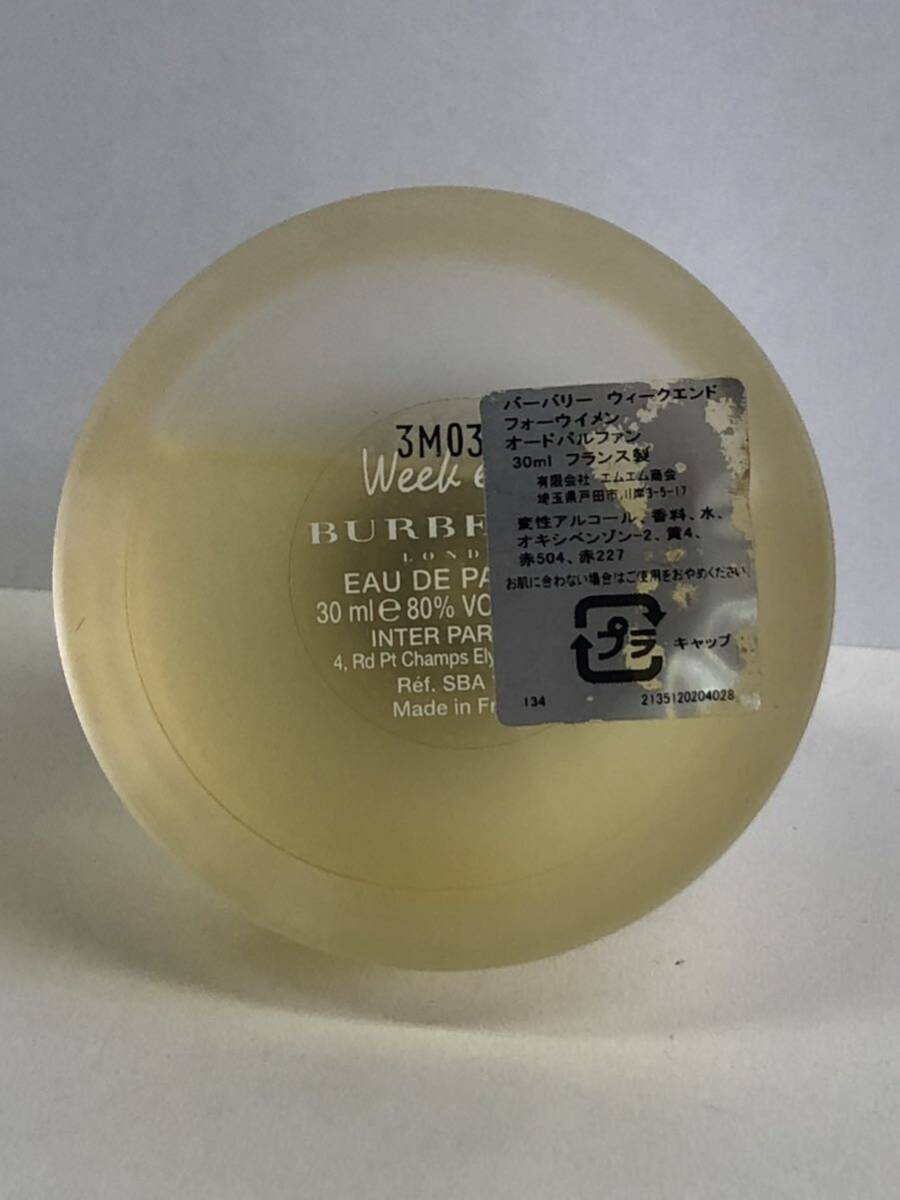 3M03
Week e
BURBE
LOND
EAU DE PA
30 ml e 80% VO
INTER PAR
4, Rd Pt Champs Ely
Réf. SBA
Made in Fr
バーバリー ウィークエンド
フォーウイメン
オードパルファン
30ml フランス製
有限会社 エムエム商会
埼玉県戸田市川岸3-5-17
変性アルコール、香料、水、
オキシベンゾン-2、黄4、
赤504、赤227
お肌に合わない場合はご使用をおやめください
プラ キャップ
134 2135120204028